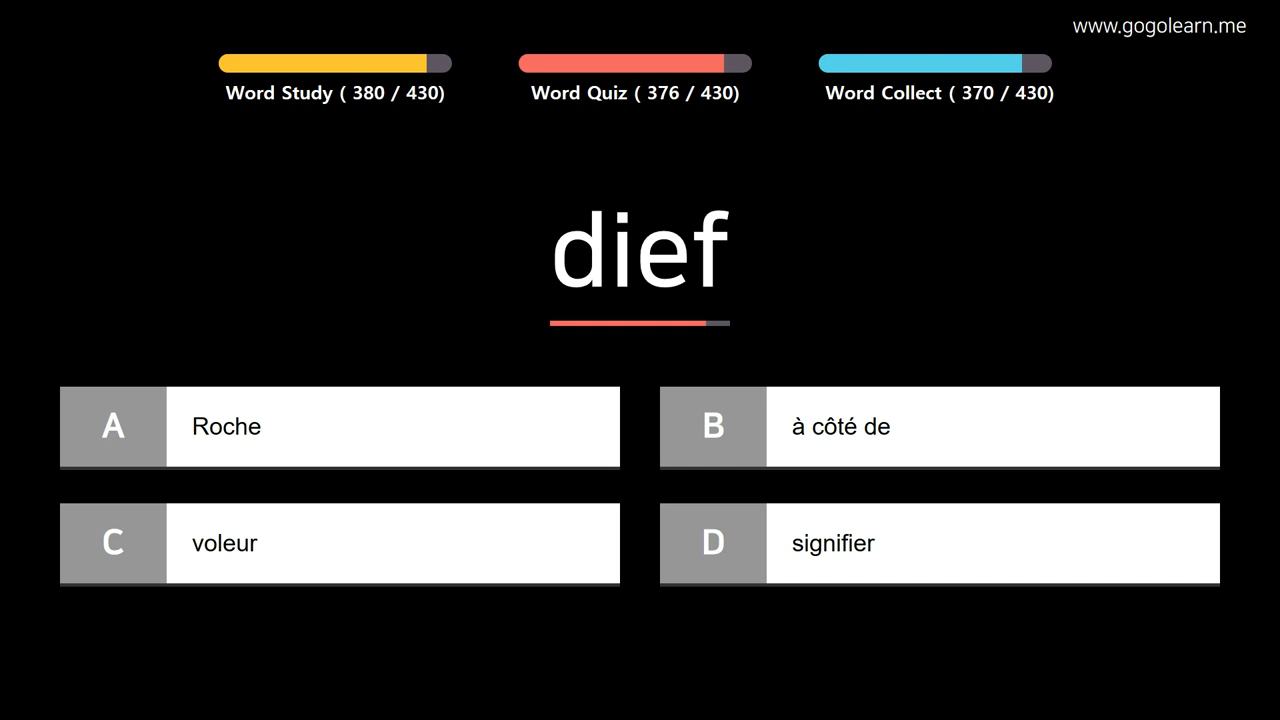 www.gogolearn.me
Word Study ( 380 / 430)
Word Quiz ( 376 / 430)
Word Collect ( 370 / 430)
dief
A Roche
B à côté de
C voleur
D signifier